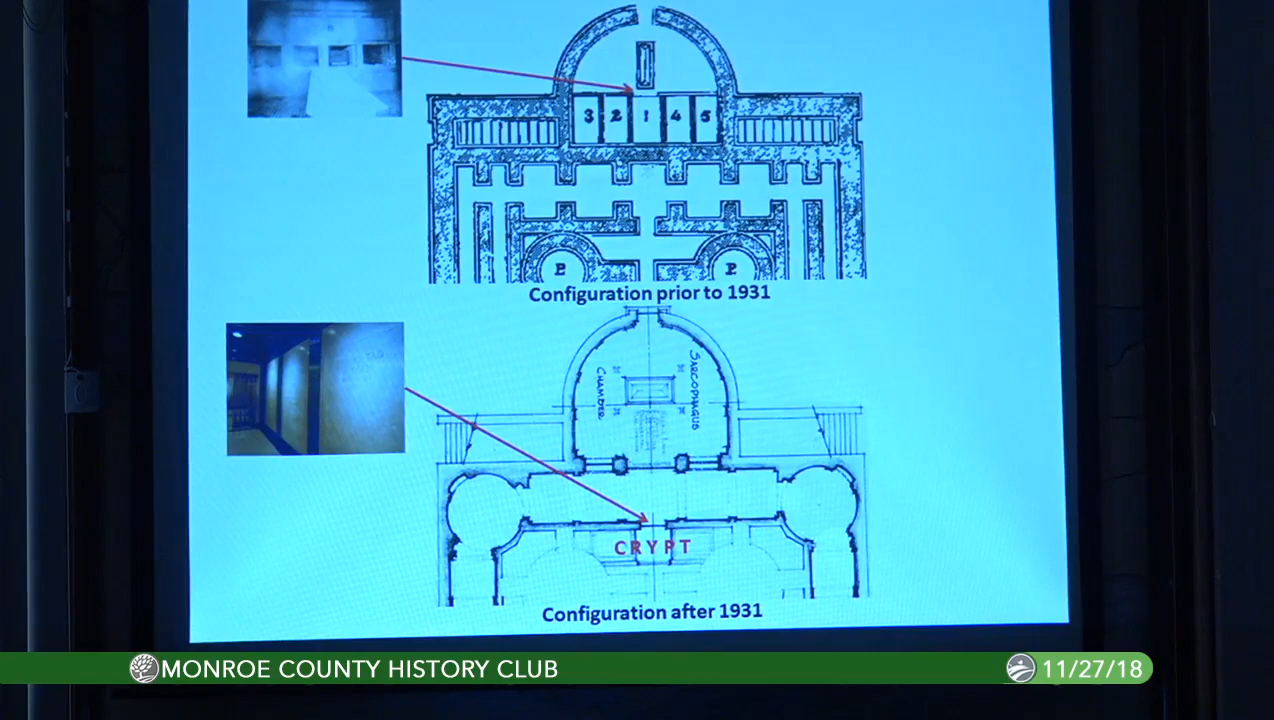 3 2 1 4 5
P. P.
Configuration prior to 1931
CHAMBER
SARCOPHAGUS
CRYPT
Configuration after 1931
MONROE COUNTY HISTORY CLUB
11/27/18